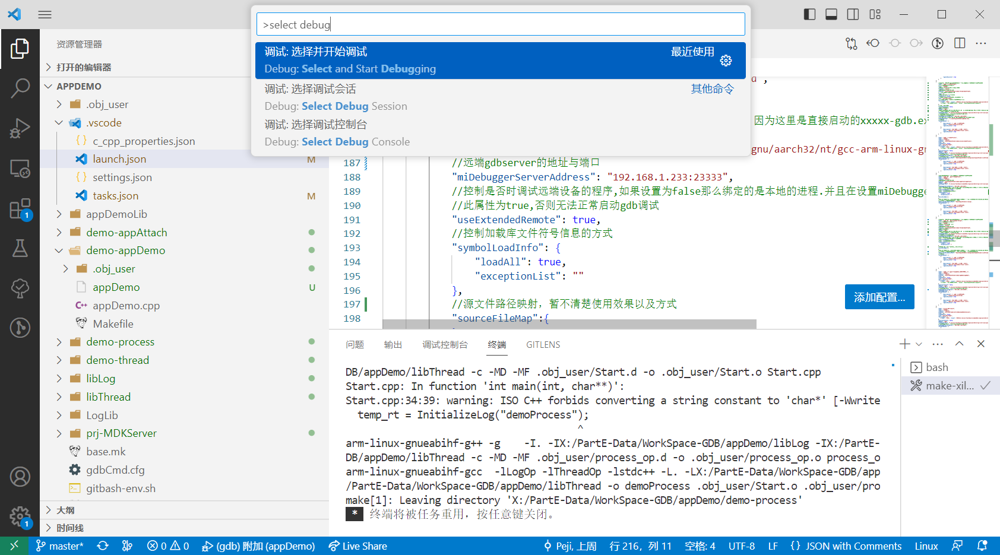 >select debug
调试: 选择并开始调试
最近使用
Debug: Select and Start Debugging
调试: 选择调试会话
其他命令
Debug: Select Debug Session
调试: 选择调试控制台
Debug: Select Debug Console
资源管理器
打开的编辑器
APPDEMO
.obj_user
.vscode
c_cpp_properties.json
launch.json M
settings.json
tasks.json M
appDemoLib
demo-appAttach
demo-appDemo
.obj_user
appDemo U
appDemo.cpp
Makefile
demo-process
demo-thread
libLog
libThread
LogLib
prj-MDKServer
base.mk
gdbCmd.cfg
gitbash-env.sh
大纲
时间线
1
1
d",
因为这里是直接启动的xxxxx-gdb.ex
gnu/aarch32/nt/gcc-arm-linux-gn
187 //远端gdbserver的地址与端口
188 "miDebuggerServerAddress": "192.168.1.233:23333",
189 //控制是否时调试远端设备的程序,如果设置为false那么绑定的是本地的进程.并且在设置miDebugge
190 //此属性为true,否则无法正常启动gdb调试
191 "useExtendedRemote": true,
192 //控制加载库文件符号信息的方式
193 "symbolLoadInfo": {
194 "loadAll": true,
195 "exceptionList": ""
196 },
197 //源文件路径映射，暂不清楚使用效果以及方式
198 "sourceFileMap":{
添加配置...
问题 输出 调试控制台 终端 GITLENS
DB/appDemo/libThread -c -MD -MF .obj_user/Start.d -o .obj_user/Start.o Start.cpp
Start.cpp: In function 'int main(int, char**)':
Start.cpp:34:39: warning: ISO C++ forbids converting a string constant to 'char*' [-Wwrite
temp_rt = InitializeLog("demoProcess");
^
arm-linux-gnueabihf-g++ -g -I. -IX:/PartE-Data/WorkSpace-GDB/appDemo/libLog -IX:/PartE-
DB/appDemo/libThread -c -MD -MF .obj_user/process_op.d -o .obj_user/process_op.o process_o
arm-linux-gnueabihf-gcc -lLogOp -lThreadOp -lstdc++ -L. -LX:/PartE-Data/WorkSpace-GDB/app
/PartE-Data/WorkSpace-GDB/appDemo/libThread -o demoProcess .obj_user/Start.o .obj_user/pro
make[1]: Leaving directory 'X:/PartE-Data/WorkSpace-GDB/appDemo/demo-process'
* 终端将被任务重用，按任意键关闭。
bash
make-xil...
master* 0 0 (gdb) 附加 (appDemo) Live Share Peji, 上周 行 216，列 11 空格: 4 UTF-8 LF {} JSON with Comments Linux